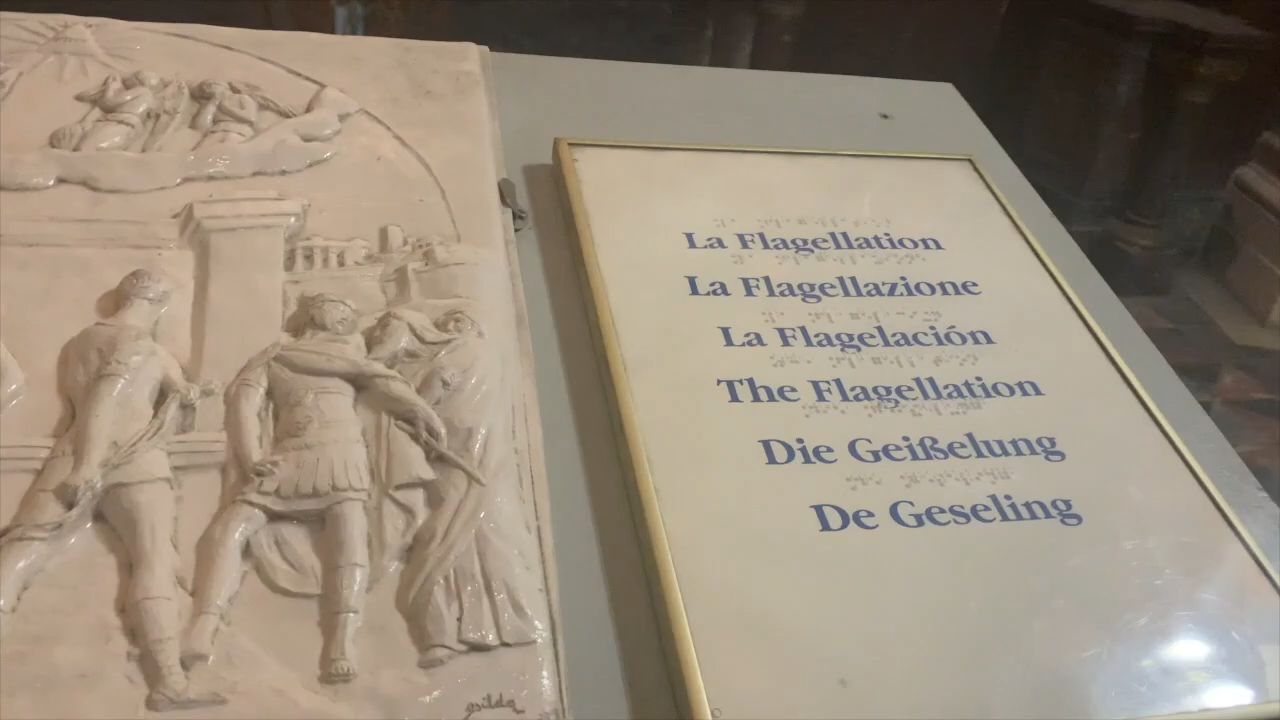 La Flagellation
La Flagellazione
La Flagelación
The Flagellation
Die Geißelung
De Geseling